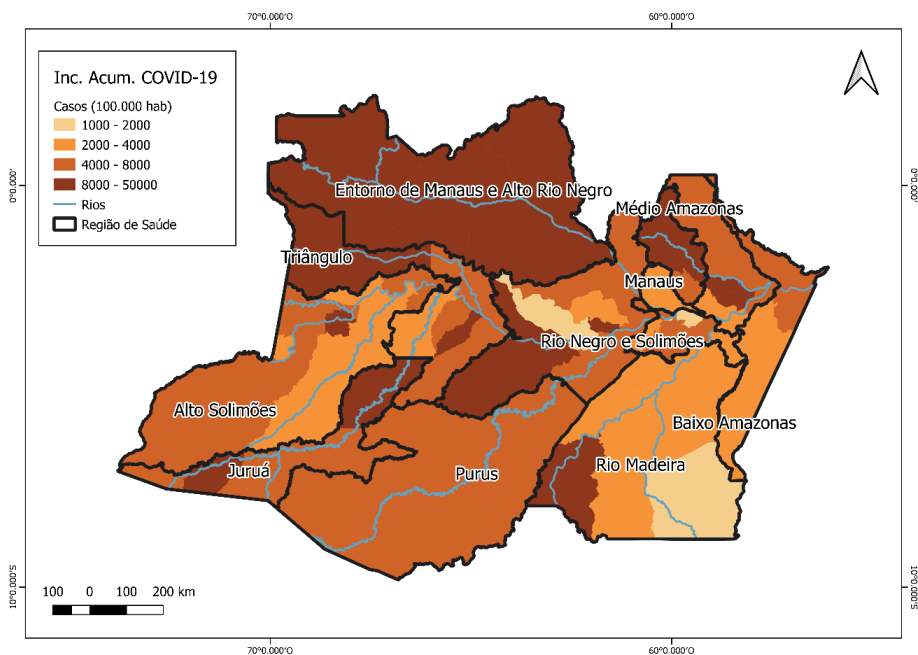 70°0.000'O
60°0.000'O
Inc. Acum. COVID-19
Casos (100.000 hab)
1000 - 2000
2000 - 4000
4000 - 8000
8000 - 50000
Rios
Região de Saúde
0°0.000'
0°0.000'
Entorno de Manaus e Alto Rio Negro
Médio Amazonas
Triângulo
Manaus
Rio Negro e Solimões
Alto Solimões
Baixo Amazonas
Juruá
Purus
Rio Madeira
10°0.000'S
10°0.000'S
100 0 100 200 km
70°0.000'O
60°0.000'O